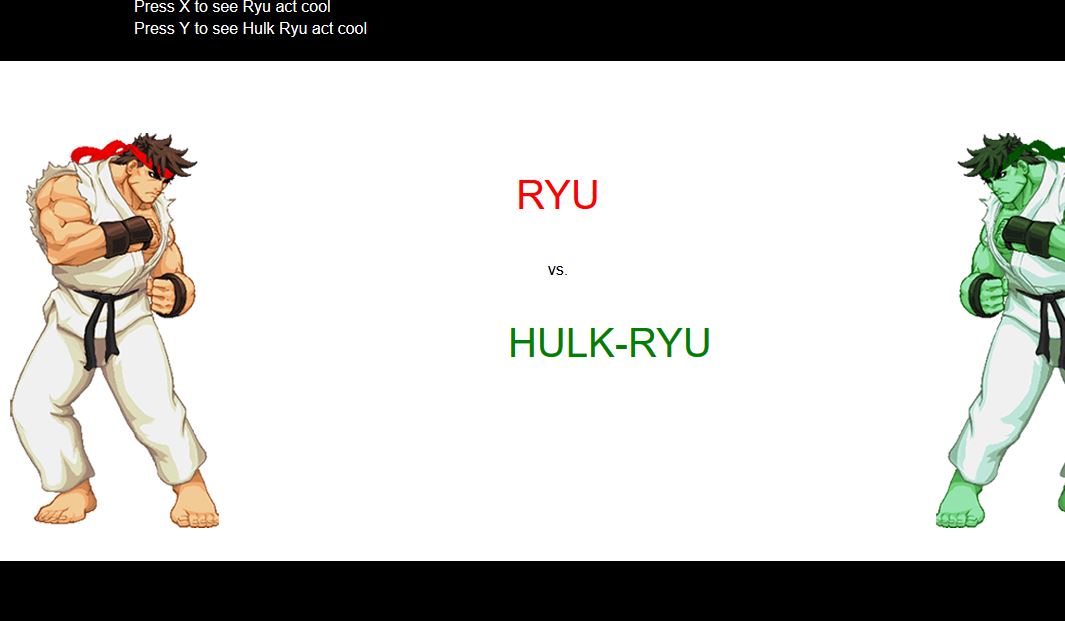 Press X to see Ryu act cool
Press Y to see Hulk Ryu act cool
RYU
vs.
HULK-RYU